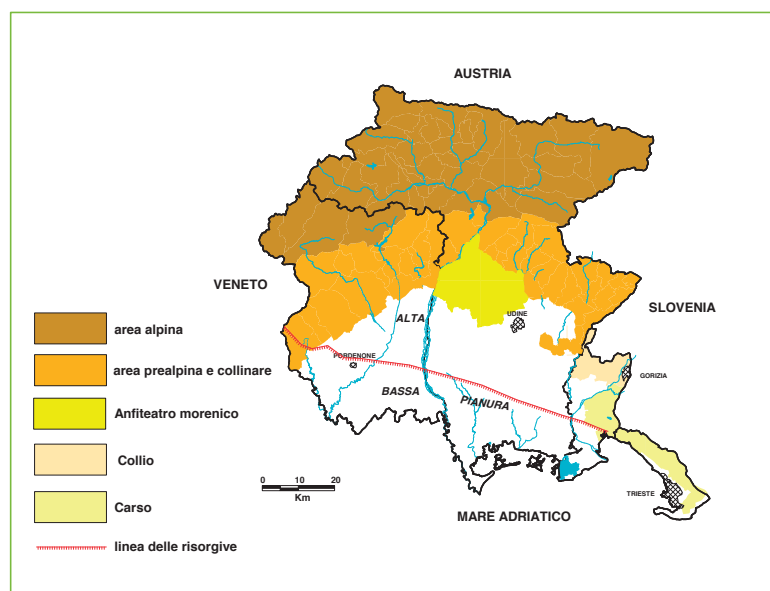 AUSTRIA
VENETO
SLOVENIA
ALTA
UDINE
PORDENONE
GORIZIA
BASSA
PIANURA
TRIESTE
MARE ADRIATICO
area alpina
area prealpina e collinare
Anfiteatro morenico
Collio
Carso
linea delle risorgive
0 10 20
Km